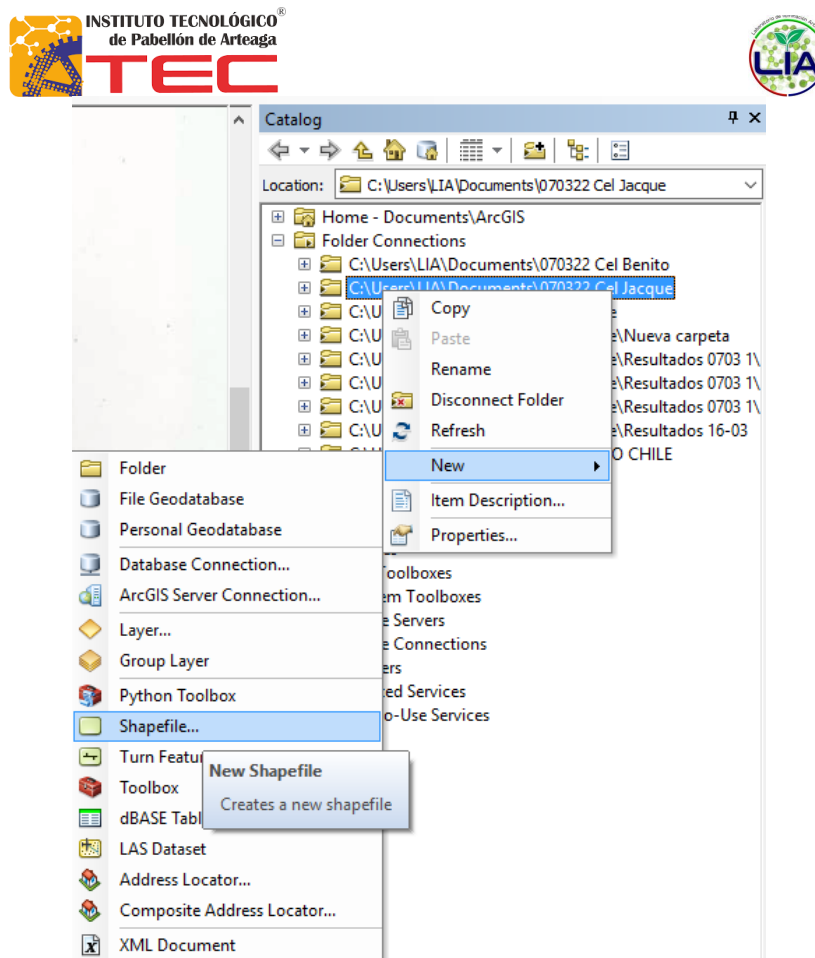 INSTITUTO TECNOLÓGICO®
de Pabellón de Arteaga
TEC
LIA
Catalog
Location: C:\Users\LIA\Documents\070322 Cel Jacque
Home - Documents\ArcGIS
Folder Connections
C:\Users\LIA\Documents\070322 Cel Benito
C:\Users\LIA\Documents\070322 Cel Jacque
C:\U
C:\U e\Nueva carpeta
C:\U e\Resultados 0703 1\
C:\U e\Resultados 0703 1\
C:\U e\Resultados 0703 1\
C:\U e\Resultados 16-03
O CHILE
Toolboxes
em Toolboxes
e Servers
e Connections
ers
ed Services
o-Use Services
Copy
Paste
Rename
Disconnect Folder
Refresh
New
Item Description...
Properties...
Folder
File Geodatabase
Personal Geodatabase
Database Connection...
ArcGIS Server Connection...
Layer...
Group Layer
Python Toolbox
Shapefile...
Turn Featu
Toolbox
dBASE Tabl
LAS Dataset
Address Locator...
Composite Address Locator...
XML Document
New Shapefile
Creates a new shapefile